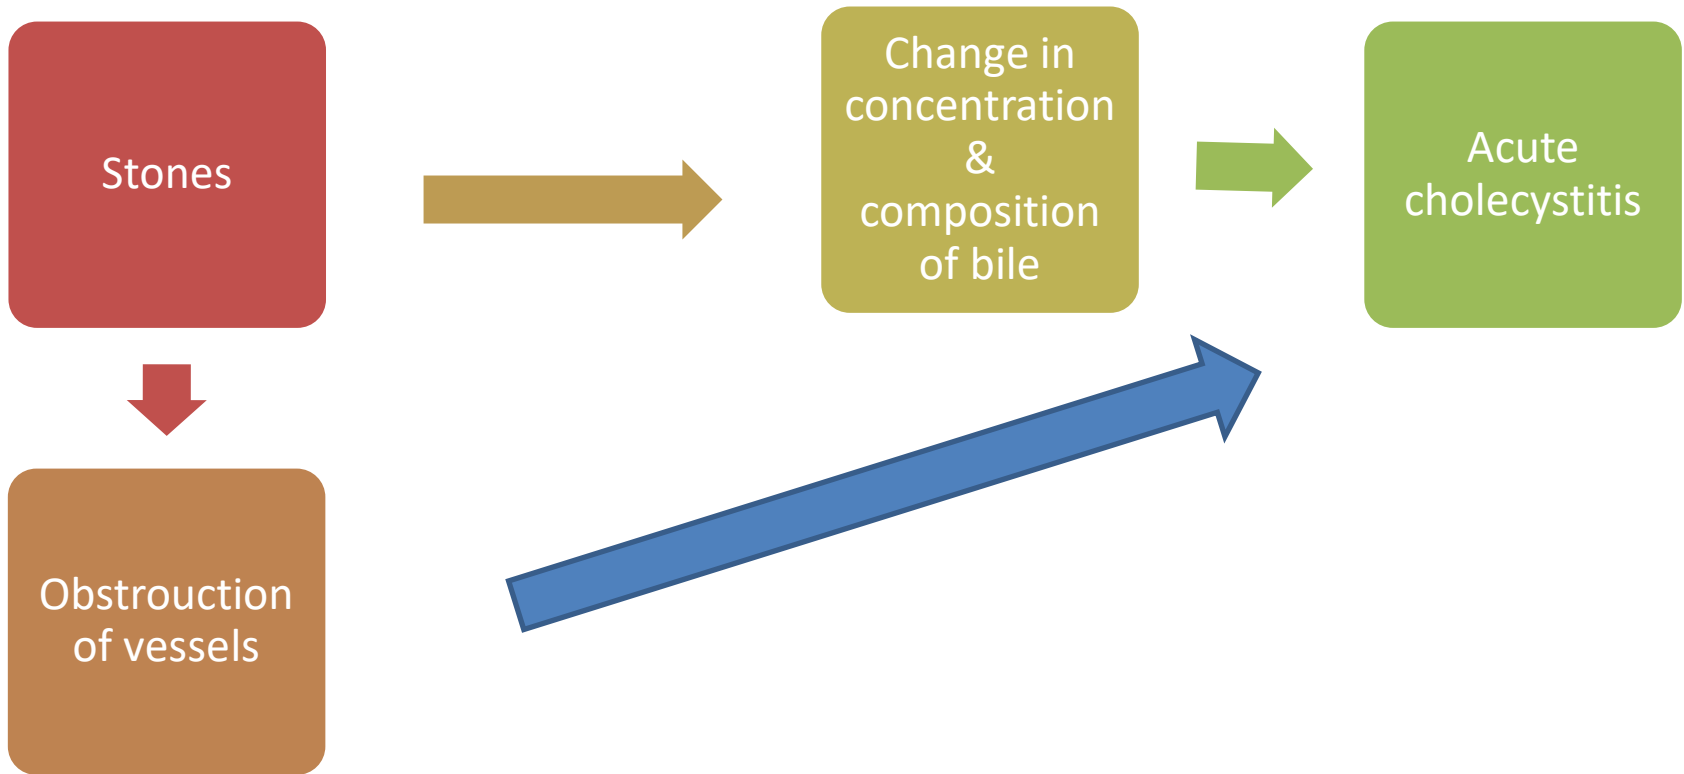 Stones
Change in
concentration
&
composition
of bile
Acute
cholecystitis
Obstrouction
of vessels